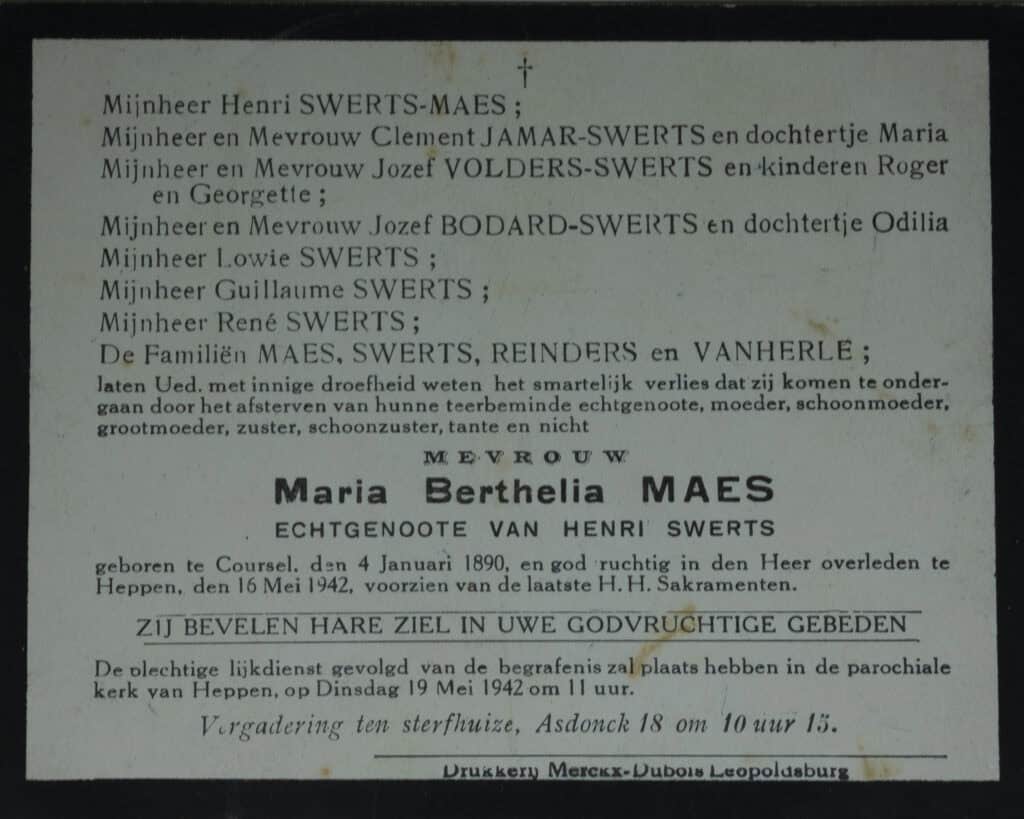 †
Mijnheer Henri SWERTS-MAES ;
Mijnheer en Mevrouw Clement JAMAR-SWERTS en dochtertje Maria
Mijnheer en Mevrouw Jozef VOLDERS-SWERTS en kinderen Roger
en Georgette ;
Mijnheer en Mevrouw Jozef BODARD-SWERTS en dochtertje Odilia
Mijnheer Lowie SWERTS ;
Mijnheer Guillaume SWERTS ;
Mijnheer René SWERTS ;
De Familiën MAES, SWERTS, REINDERS en VANHERLE ;
laten Ued. met innige droefheid weten het smartelijk verlies dat zij komen te onder-
gaan door het afsterven van hunne teerbeminde echtgenoote, moeder, schoonmoeder,
grootmoeder, zuster, schoonzuster, tante en nicht
MEVROUW
Maria Berthelia MAES
ECHTGENOOTE VAN HENRI SWERTS
geboren te Coursel, den 4 Januari 1890, en god ruchtig in den Heer overleden te
Heppen, den 16 Mei 1942, voorzien van de laatste H. H. Sakramenten.
ZIJ BEVELEN HARE ZIEL IN UWE GODVRUCHTIGE GEBEDEN
De plechtige lijkdienst gevolgd van de begrafenis zal plaats hebben in de parochiale
kerk van Heppen, op Dinsdag 19 Mei 1942 om 11 uur.
Vergadering ten sterfhuize, Asdonck 18 om 10 uur 15.
Drukkerij Merckx-Dubois Leopoldsburg